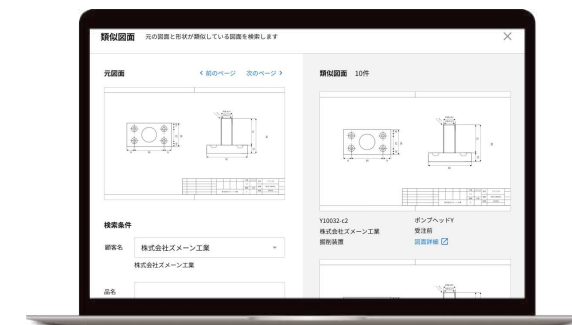 類似図面 元の図面と形状が類似している図面を検索します
元図面 < 前のページ 次のページ >
検索条件
顧客名 株式会社ズメーン工業
株式会社ズメーン工業
品名
類似図面 10件
Y10032-c2 ポンプヘッドY
株式会社ズメーン工業 受注前
掘削装置 図面詳細